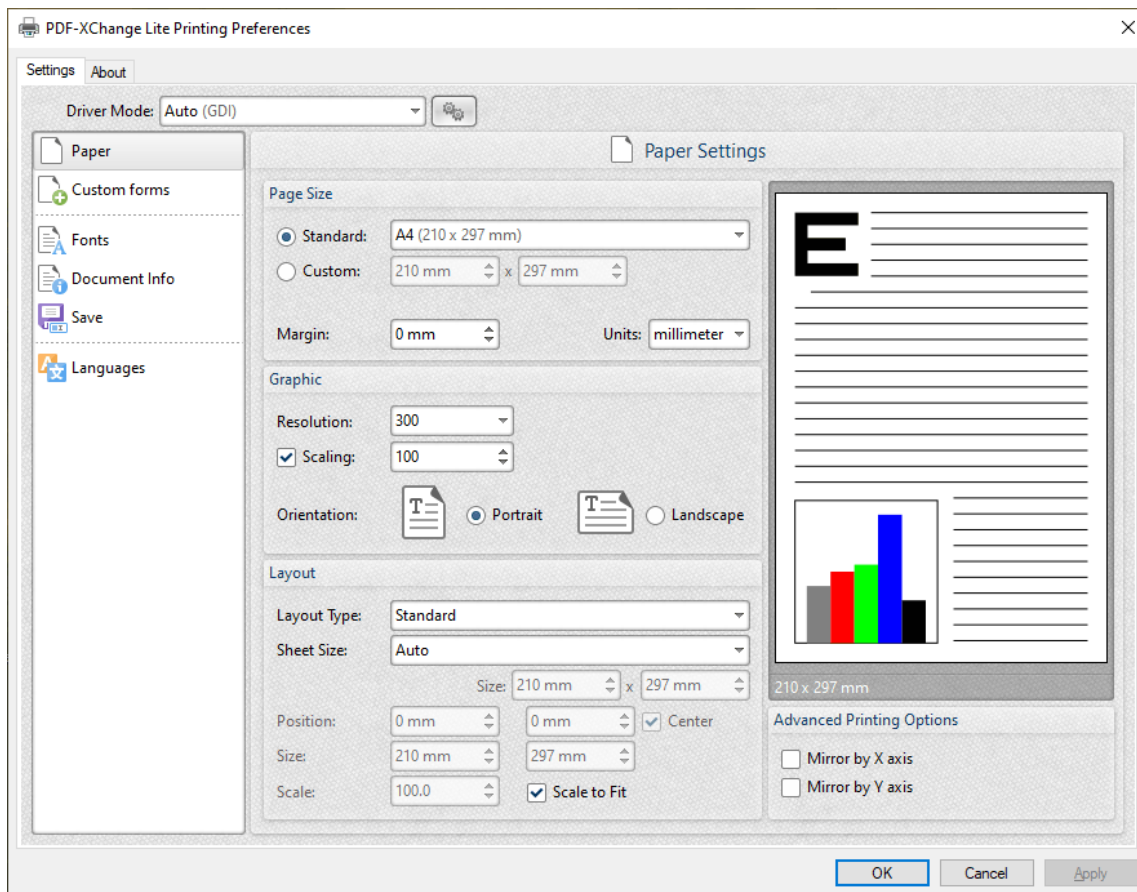 PDF-XChange Lite Printing Preferences
Settings
About
Driver Mode: Auto (GDI)
Paper
Custom forms
Fonts
Document Info
Save
Languages
Paper Settings
Page Size
Standard: A4 (210 x 297 mm)
Custom: 210 mm x 297 mm
Margin: 0 mm Units: millimeter
Graphic
Resolution: 300
Scaling: 100
Orientation: T Portrait T Landscape
Layout
Layout Type: Standard
Sheet Size: Auto
Size: 210 mm x 297 mm
Position: 0 mm 0 mm Center
Size: 210 mm 297 mm
Scale: 100.0 Scale to Fit
E
210 x 297 mm
Advanced Printing Options
Mirror by X axis
Mirror by Y axis
OK Cancel Apply